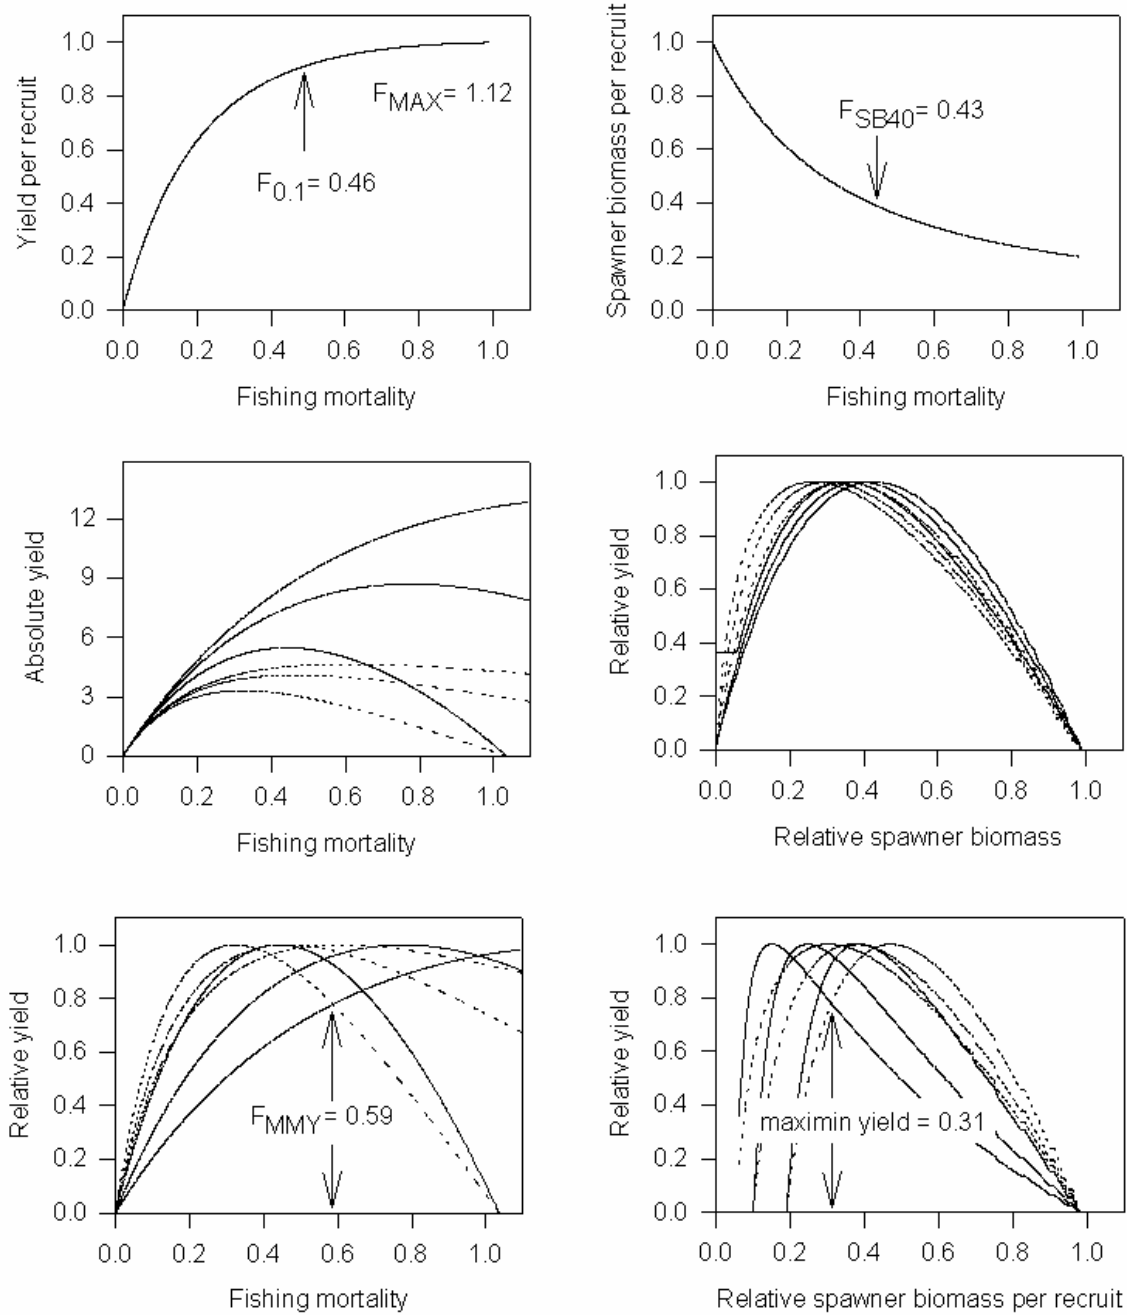 Yield per recruit
1.0
0.8
0.6
0.4
0.2
0.0
F_MAX = 1.12
F_0.1 = 0.46
0.0 0.2 0.4 0.6 0.8 1.0
Fishing mortality
Spawner biomass per recruit
1.0
0.8
0.6
0.4
0.2
0.0
F_SB40 = 0.43
0.0 0.2 0.4 0.6 0.8 1.0
Fishing mortality
Absolute yield
12
9
6
3
0
0.0 0.2 0.4 0.6 0.8 1.0
Fishing mortality
Relative yield
1.0
0.8
0.6
0.4
0.2
0.0
0.0 0.2 0.4 0.6 0.8 1.0
Relative spawner biomass
Relative yield
1.0
0.8
0.6
0.4
0.2
0.0
F_MMY = 0.59
0.0 0.2 0.4 0.6 0.8 1.0
Fishing mortality
Relative yield
1.0
0.8
0.6
0.4
0.2
0.0
maximin yield = 0.31
0.0 0.2 0.4 0.6 0.8 1.0
Relative spawner biomass per recruit